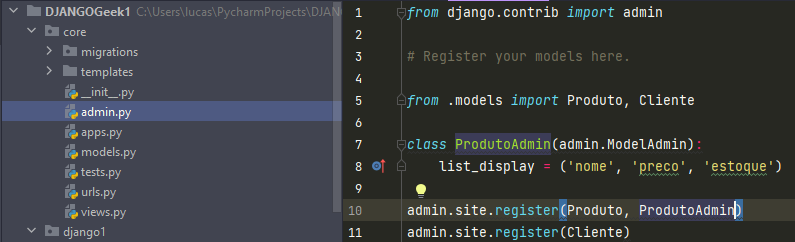 DJANGOGeek1 C:\Users\lucas\PycharmProjects\DJAN
core
migrations
templates
__init__.py
admin.py
apps.py
models.py
tests.py
urls.py
views.py
django1
1 from django.contrib import admin
2
3 # Register your models here.
4
5 from .models import Produto, Cliente
6
7 class ProdutoAdmin(admin.ModelAdmin):
8 list_display = ('nome', 'preco', 'estoque')
9
10 admin.site.register(Produto, ProdutoAdmin)
11 admin.site.register(Cliente)